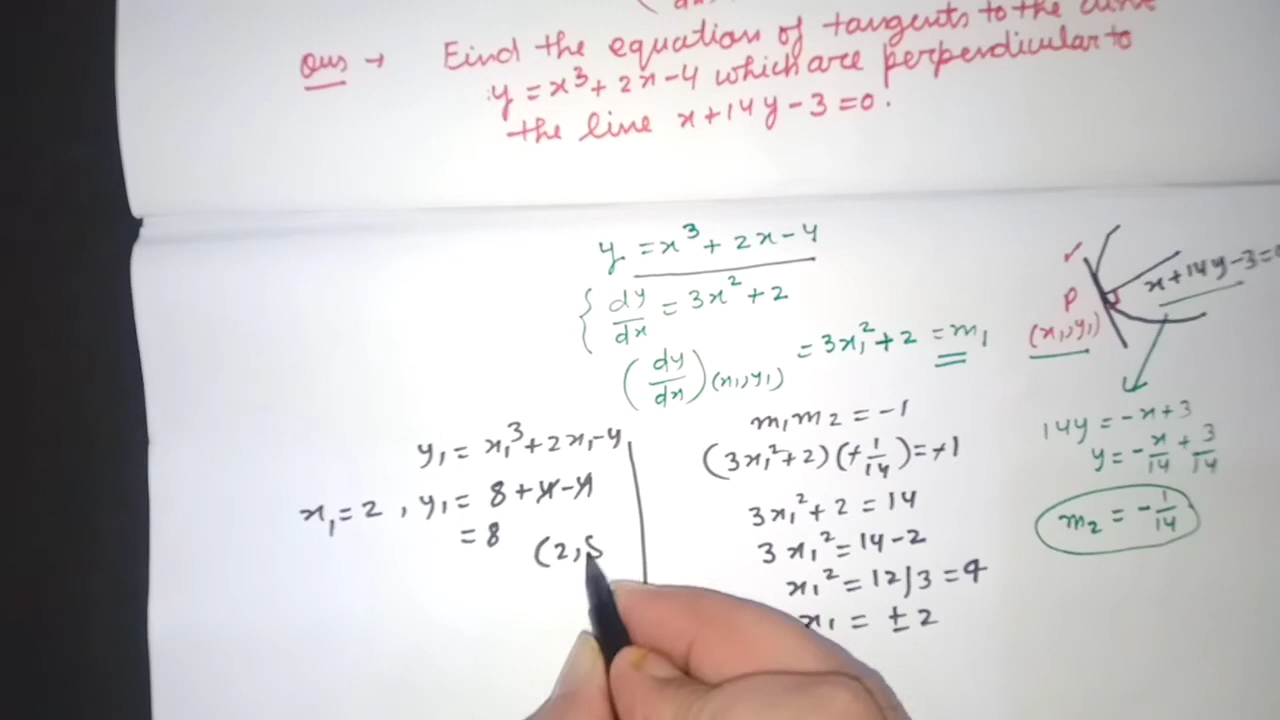 Ques → Find the equation of tangents to the curve
y = x³ + 2x - 4 which are perpendicular to
the line x + 14y - 3 = 0.
y = x³ + 2x - 4
{ dy/dx = 3x² + 2
(dy/dx)(x₁, y₁) = 3x₁² + 2 = m₁
P
(x₁, y₁)
x + 14y - 3 = 0
14y = -x + 3
y = -x/14 + 3/14
m₂ = -1/14
m₁m₂ = -1
(3x₁² + 2)(+1/14) = +1
3x₁² + 2 = 14
3x₁² = 14 - 2
x₁² = 12/3 = 4
x₁ = ± 2
y₁ = x₁³ + 2x₁ - 4
x₁ = 2, y₁ = 8 + 4 - 4
= 8
(2,